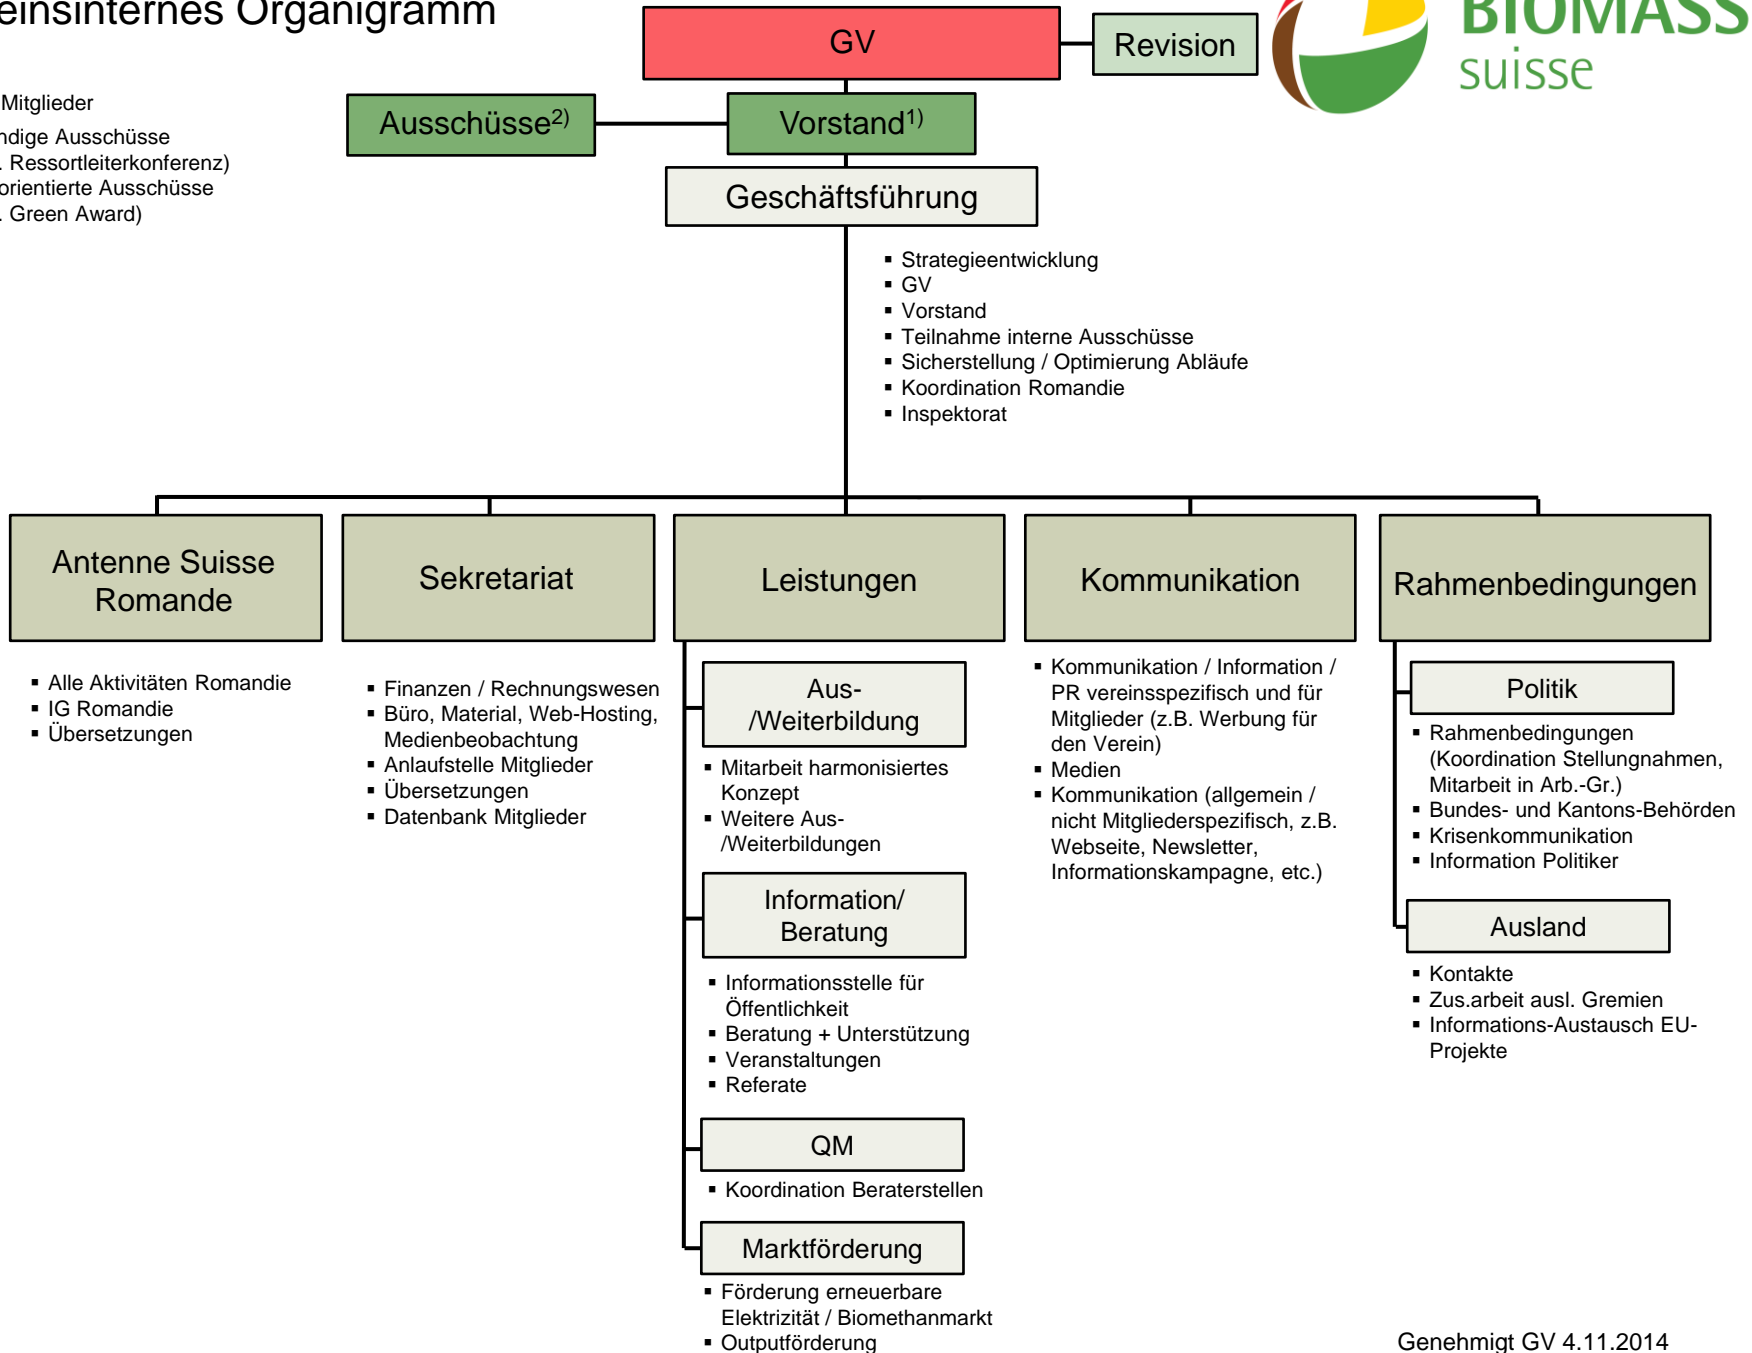 einsinternes Organigramm
BIOMASS
suisse
GV
Revision
Mitglieder
ndige Ausschüsse
. Ressortleiterkonferenz)
orientierte Ausschüsse
. Green Award)
Ausschüsse2)
Vorstand1)
Geschäftsführung
▪ Strategieentwicklung
▪ GV
▪ Vorstand
▪ Teilnahme interne Ausschüsse
▪ Sicherstellung / Optimierung Abläufe
▪ Koordination Romandie
▪ Inspektorat
Antenne Suisse
Romande
▪ Alle Aktivitäten Romandie
▪ IG Romandie
▪ Übersetzungen
Sekretariat
▪ Finanzen / Rechnungswesen
▪ Büro, Material, Web-Hosting,
Medienbeobachtung
▪ Anlaufstelle Mitglieder
▪ Übersetzungen
▪ Datenbank Mitglieder
Leistungen
Aus-
/Weiterbildung
▪ Mitarbeit harmonisiertes
Konzept
▪ Weitere Aus-
/Weiterbildungen
Information/
Beratung
▪ Informationsstelle für
Öffentlichkeit
▪ Beratung + Unterstützung
▪ Veranstaltungen
▪ Referate
QM
▪ Koordination Beraterstellen
Marktförderung
▪ Förderung erneuerbare
Elektrizität / Biomethanmarkt
▪ Outputförderung
Kommunikation
▪ Kommunikation / Information /
PR vereinsspezifisch und für
Mitglieder (z.B. Werbung für
den Verein)
▪ Medien
▪ Kommunikation (allgemein /
nicht Mitgliederspezifisch, z.B.
Webseite, Newsletter,
Informationskampagne, etc.)
Rahmenbedingungen
Politik
▪ Rahmenbedingungen
(Koordination Stellungnahmen,
Mitarbeit in Arb.-Gr.)
▪ Bundes- und Kantons-Behörden
▪ Krisenkommunikation
▪ Information Politiker
Ausland
▪ Kontakte
▪ Zus.arbeit ausl. Gremien
▪ Informations-Austausch EU-
Projekte
Genehmigt GV 4.11.2014